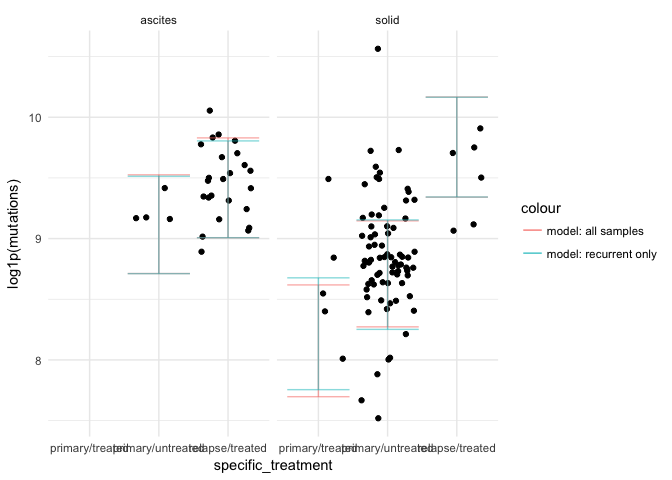 ascites
solid
10
9
8
log1p(mutations)
primary/treated
primary/untreated
relapse/treated
primary/treated
primary/untreated
relapse/treated
specific_treatment
colour
model: all samples
model: recurrent only